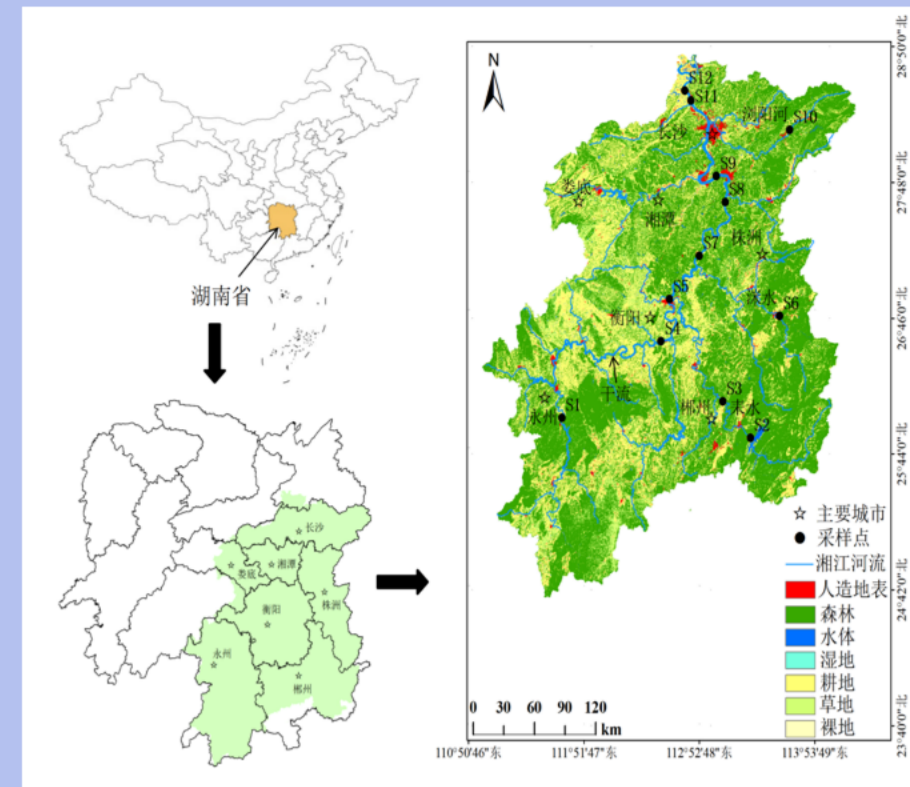 湖南省
长沙
娄底
湘潭
株洲
衡阳
永州
郴州
N
S12
S11
浏阳河
S10
长沙
S9
娄底
S8
湘潭
株洲
S7
S5
洣水
S6
衡阳
S4
干流
S3
郴州
耒水
永州
S1
S2
主要城市
采样点
湘江河流
人造地表
森林
水体
湿地
耕地
草地
裸地
0 30 60 90 120
km
110°50'46"东 111°51'47"东 112°52'48"东 113°53'49"东
28°50'0"北
27°48'0"北
26°46'0"北
25°44'0"北
24°42'0"北
23°40'0"北